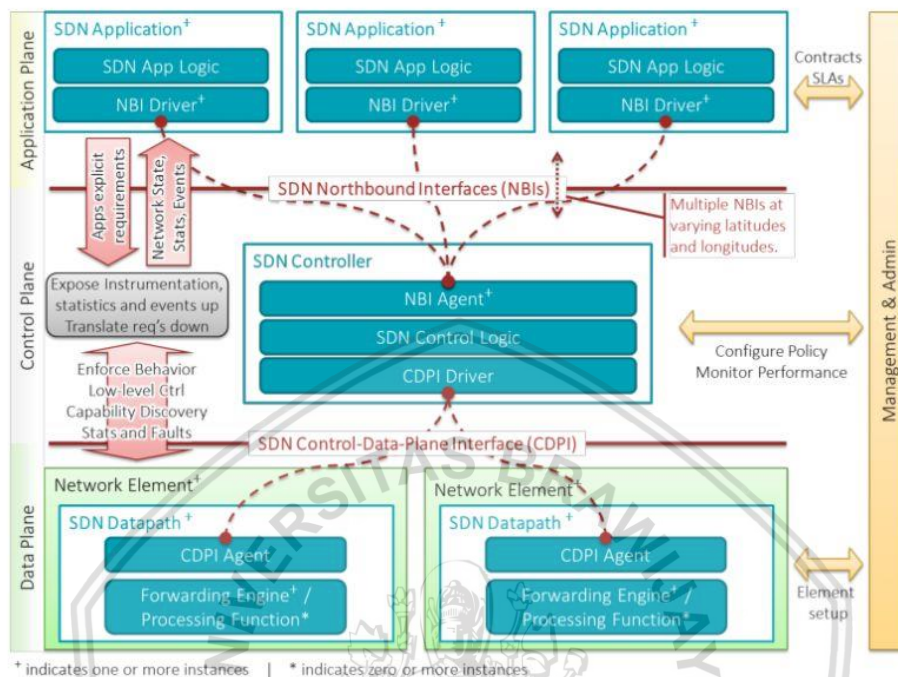 Application Plane
SDN Application+
SDN App Logic
NBI Driver+
SDN Application+
SDN App Logic
NBI Driver+
SDN Application+
SDN App Logic
NBI Driver+
Contracts
SLAs
Apps explicit
requirements
Network State,
Stats, Events
SDN Northbound Interfaces (NBIs)
Multiple NBIs at
varying latitudes
and longitudes.
Control Plane
Expose Instrumentation,
statistics and events up
Translate req's down
SDN Controller
NBI Agent+
SDN Control Logic
CDPI Driver
Configure Policy
Monitor Performance
Management & Admin
Enforce Behavior
Low-level Ctrl
Capability Discovery
Stats and Faults
SDN Control-Data-Plane Interface (CDPI)
Data Plane
Network Element+
SDN Datapath +
CDPI Agent
Forwarding Engine+ /
Processing Function*
Network Element+
SDN Datapath +
CDPI Agent
Forwarding Engine+ /
Processing Function*
Element
setup
+ indicates one or more instances | * indicates zero or more instances